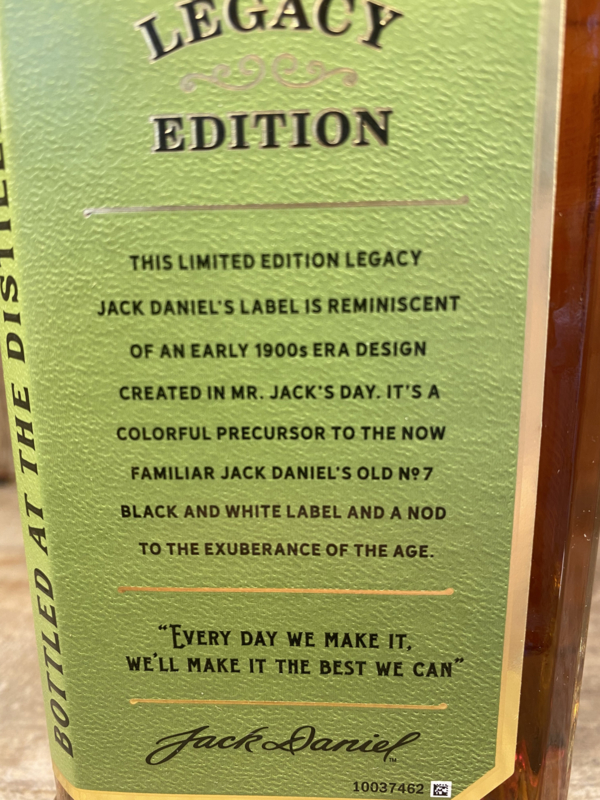 LEGACY
EDITION
THIS LIMITED EDITION LEGACY
JACK DANIEL'S LABEL IS REMINISCENT
OF AN EARLY 1900s ERA DESIGN
CREATED IN MR. JACK'S DAY. IT'S A
COLORFUL PRECURSOR TO THE NOW
FAMILIAR JACK DANIEL'S OLD Nº 7
BLACK AND WHITE LABEL AND A NOD
TO THE EXUBERANCE OF THE AGE.
“EVERY DAY WE MAKE IT,
WE'LL MAKE IT THE BEST WE CAN”
Jack Daniel™
10037462
BOTTLED AT THE